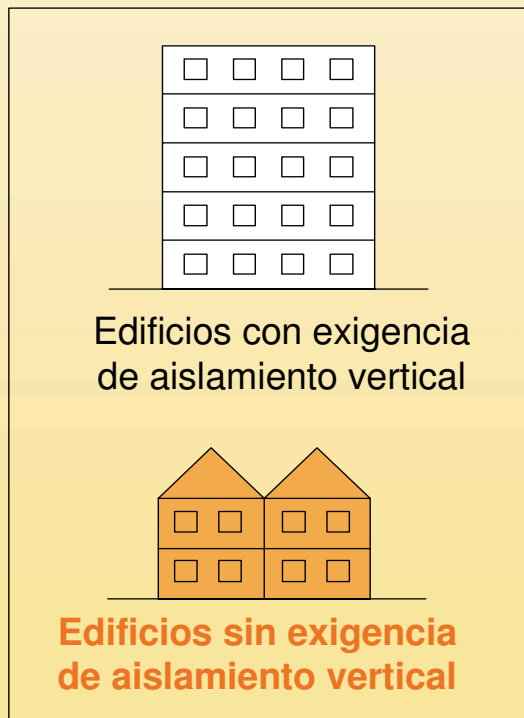 Edificios con exigencia
de aislamiento vertical
Edificios sin exigencia
de aislamiento vertical